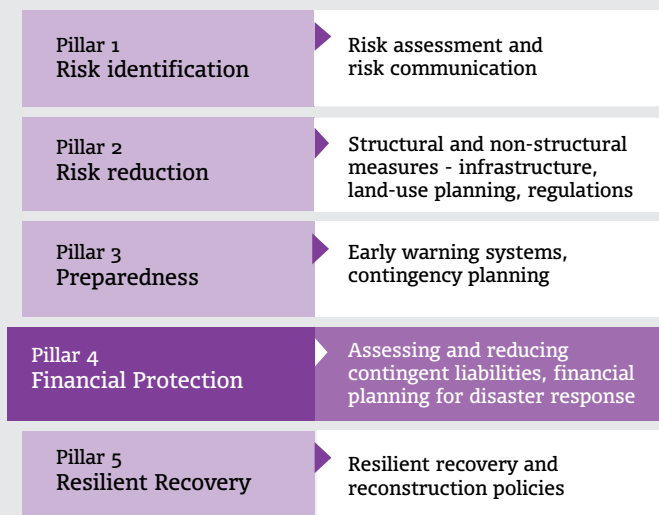 Pillar 1
Risk identification
Risk assessment and
risk communication
Pillar 2
Risk reduction
Structural and non-structural
measures - infrastructure,
land-use planning, regulations
Pillar 3
Preparedness
Early warning systems,
contingency planning
Pillar 4
Financial Protection
Assessing and reducing
contingent liabilities, financial
planning for disaster response
Pillar 5
Resilient Recovery
Resilient recovery and
reconstruction policies